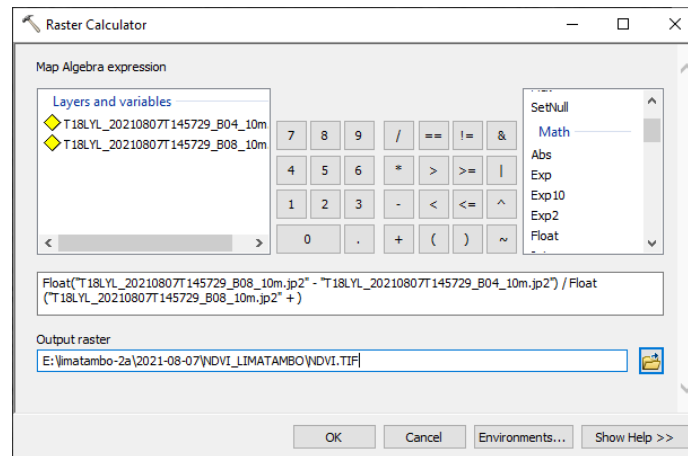 Raster Calculator
Map Algebra expression
Layers and variables
T18LYL_20210807T145729_B04_10m
T18LYL_20210807T145729_B08_10m
7 8 9 / == != &
4 5 6 * > >= |
1 2 3 - < <= ^
0 . + ( ) ~
SetNull
Math
Abs
Exp
Exp10
Exp2
Float
Float("T18LYL_20210807T145729_B08_10m.jp2" - "T18LYL_20210807T145729_B04_10m.jp2") / Float
("T18LYL_20210807T145729_B08_10m.jp2" + )
Output raster
E:\limatambo-2a\2021-08-07\NDVI_LIMATAMBO\NDVI.TIF
OK Cancel Environments... Show Help >>